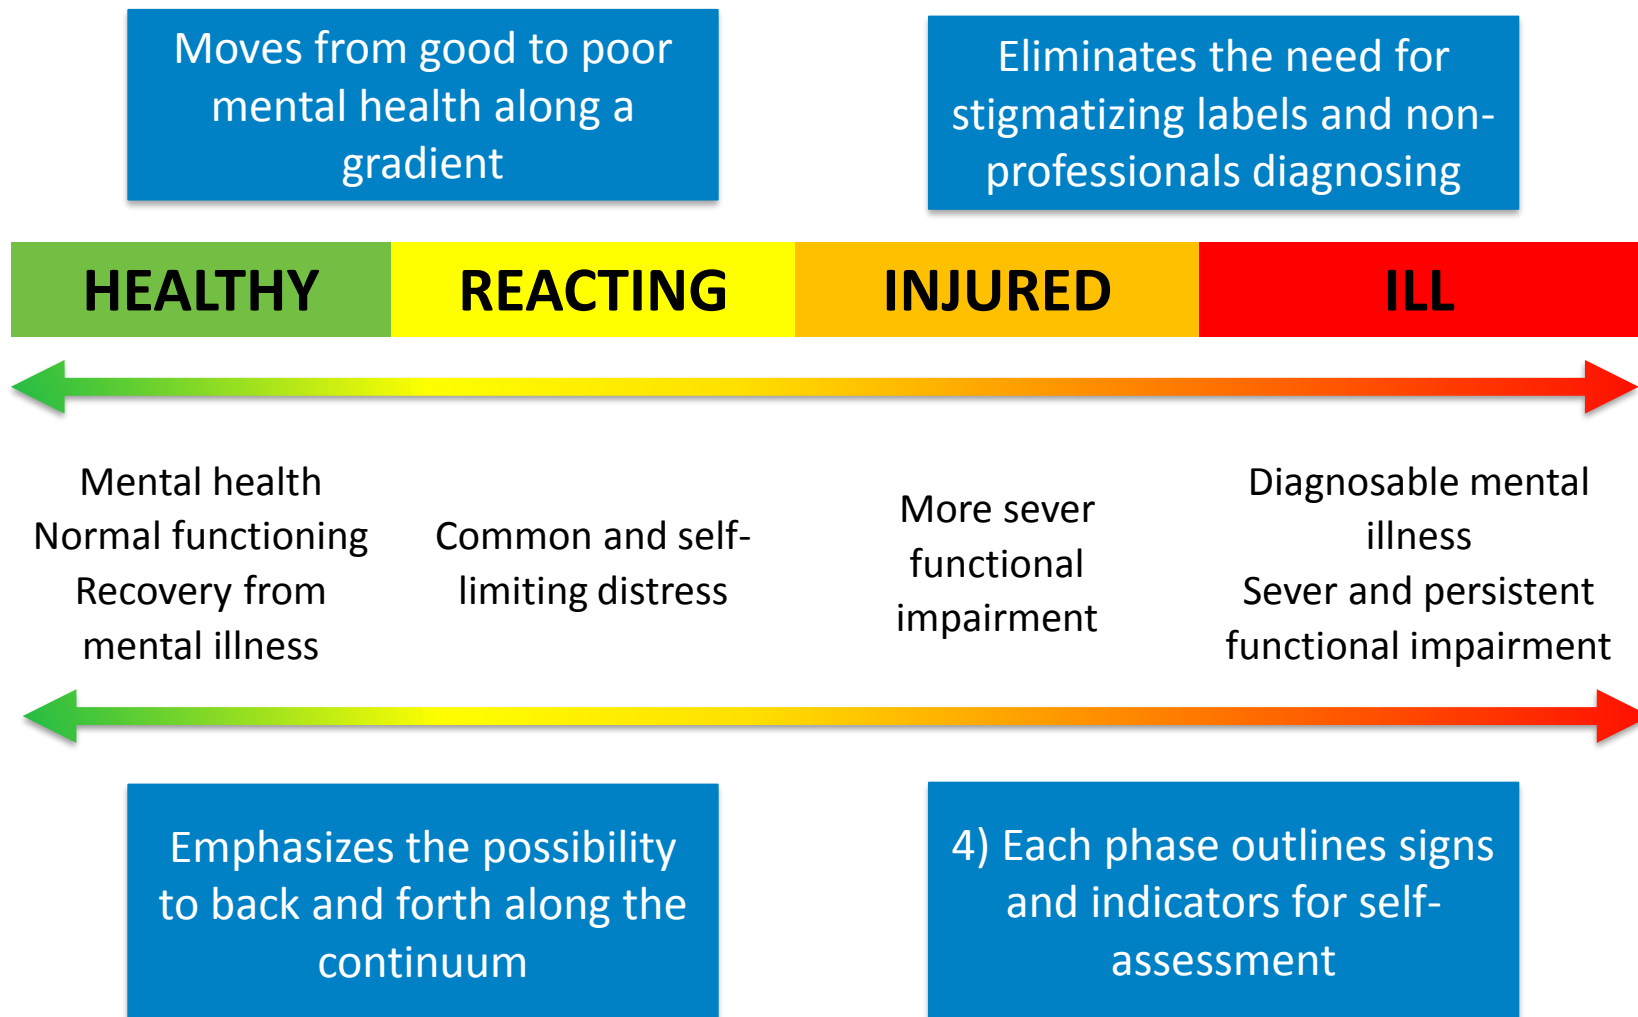 Moves from good to poor
mental health along a
gradient
Eliminates the need for
stigmatizing labels and non-
professionals diagnosing
HEALTHY
REACTING
INJURED
ILL
Mental health
Normal functioning
Recovery from
mental illness
Common and self-
limiting distress
More sever
functional
impairment
Diagnosable mental
illness
Sever and persistent
functional impairment
Emphasizes the possibility
to back and forth along the
continuum
4) Each phase outlines signs
and indicators for self-
assessment